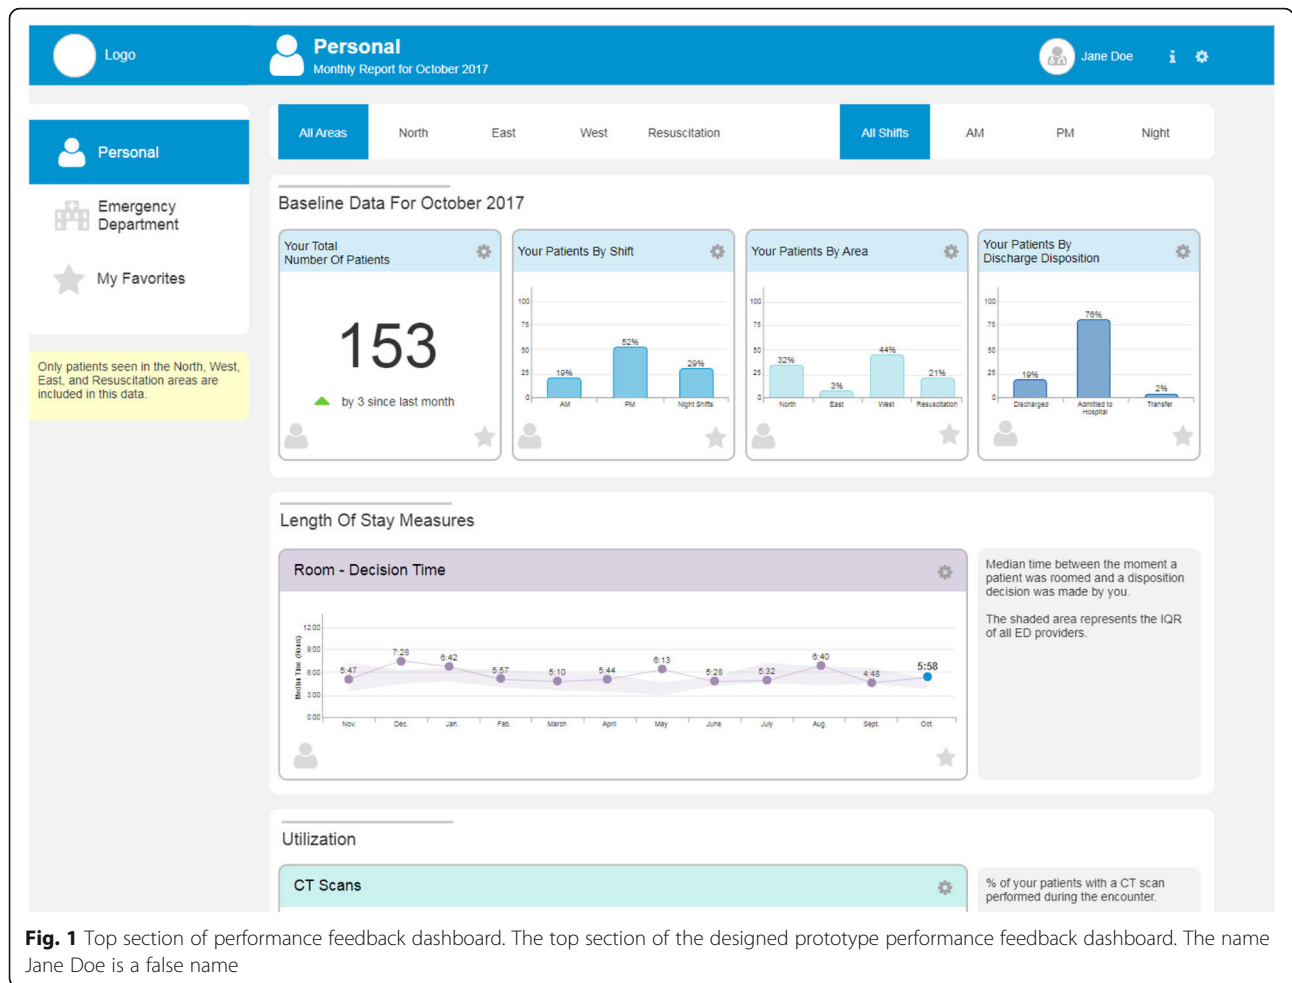 Logo
Personal
Monthly Report for October 2017
Jane Doe
i
Personal
Emergency
Department
My Favorites
Only patients seen in the North, West,
East, and Resuscitation areas are
included in this data.
All Areas North East West Resuscitation All Shifts AM PM Night
Baseline Data For October 2017
Your Total
Number Of Patients
153
by 3 since last month
Your Patients By Shift
100
75
50
25
0
19% 52% 29%
AM PM Night Shifts
Your Patients By Area
100
75
50
25
0
32% 3% 44% 21%
North East West Resuscitation
Your Patients By
Discharge Disposition
100
75
50
25
0
19% 76% 2%
Discharged Admitted to Transfer
Hospital
Length Of Stay Measures
Room - Decision Time
Median Time (Hours)
12:00
9:00
6:00
3:00
0:00
5:47 7:28 6:42 5:57 5:10 5:44 6:13 5:28 5:32 6:40 4:48 5:58
Nov. Dec. Jan. Feb. March April May June July Aug. Sept. Oct.
Median time between the moment a
patient was roomed and a disposition
decision was made by you.
The shaded area represents the IQR
of all ED providers.
Utilization
CT Scans
% of your patients with a CT scan
performed during the encounter.
Fig. 1 Top section of performance feedback dashboard. The top section of the designed prototype performance feedback dashboard. The name
Jane Doe is a false name